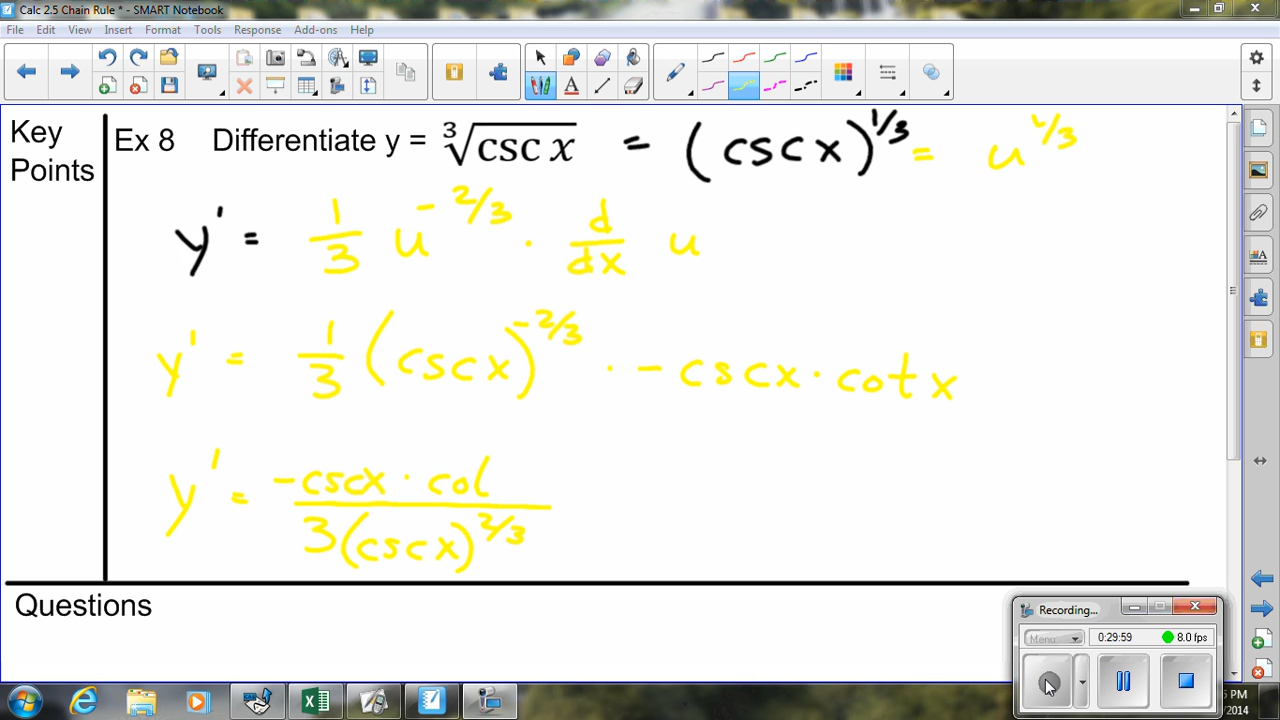 Calc 2.5 Chain Rule * - SMART Notebook
File Edit View Insert Format Tools Response Add-ons Help
Key Points
Ex 8 Differentiate y = ∛csc x = (csc x)^1/3 = u^1/3
y' = 1/3 u^-2/3 · d/dx u
y' = 1/3 (csc x)^-2/3 · - csc x · cot x
y' = -csc x · cot / 3(csc x)^2/3
Questions
Recording...
Menu
0:29:59 8.0 fps
PM
2014